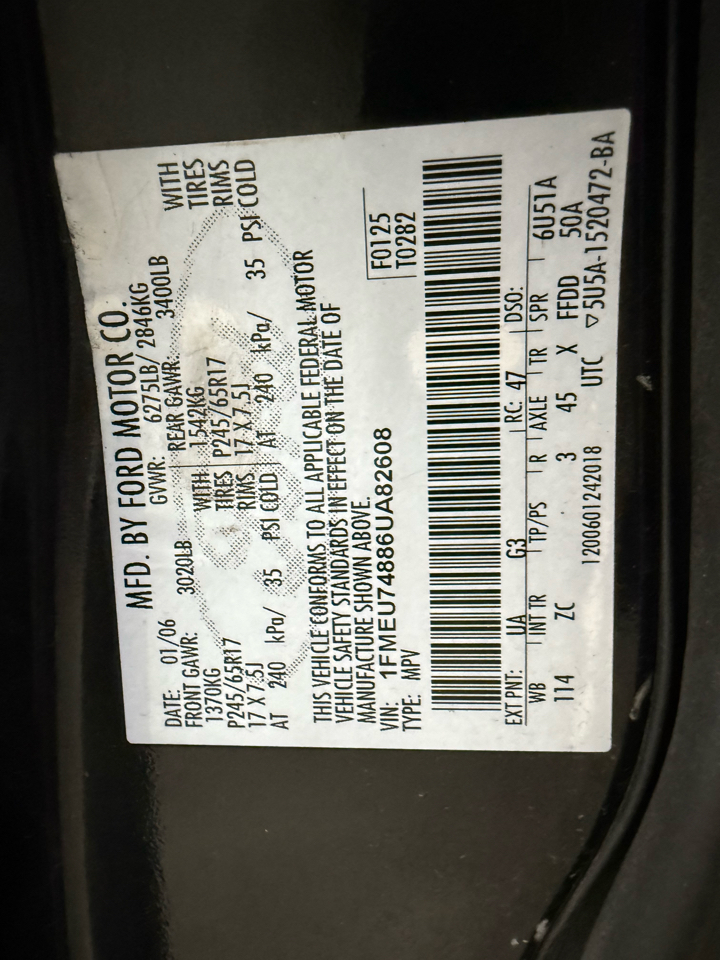 MFD. BY FORD MOTOR CO.
DATE: 01/06 GVWR: 6275LB/ 2846KG
FRONT GAWR: 3020LB REAR GAWR: 3400LB
1370KG WITH 1542KG WITH
P245/65R17 TIRES P245/65R17 TIRES
17 X 7.5J RIMS 17 X 7.5J RIMS
AT 240 kPa/ 35 PSI COLD AT 240 kPa/ 35 PSI COLD
THIS VEHICLE CONFORMS TO ALL APPLICABLE FEDERAL MOTOR
VEHICLE SAFETY STANDARDS IN EFFECT ON THE DATE OF
MANUFACTURE SHOWN ABOVE.
VIN: 1FMEU74886UA82608 F0125
TYPE: MPV T0282
EXT PNT: UA G3 RC: 47 DSO:
WB INT TR TP/PS R AXLE TR SPR 6U51A
114 ZC 3 45 X FFDD 50A
1200601242018 UTC ▽5U5A-1520472-BA